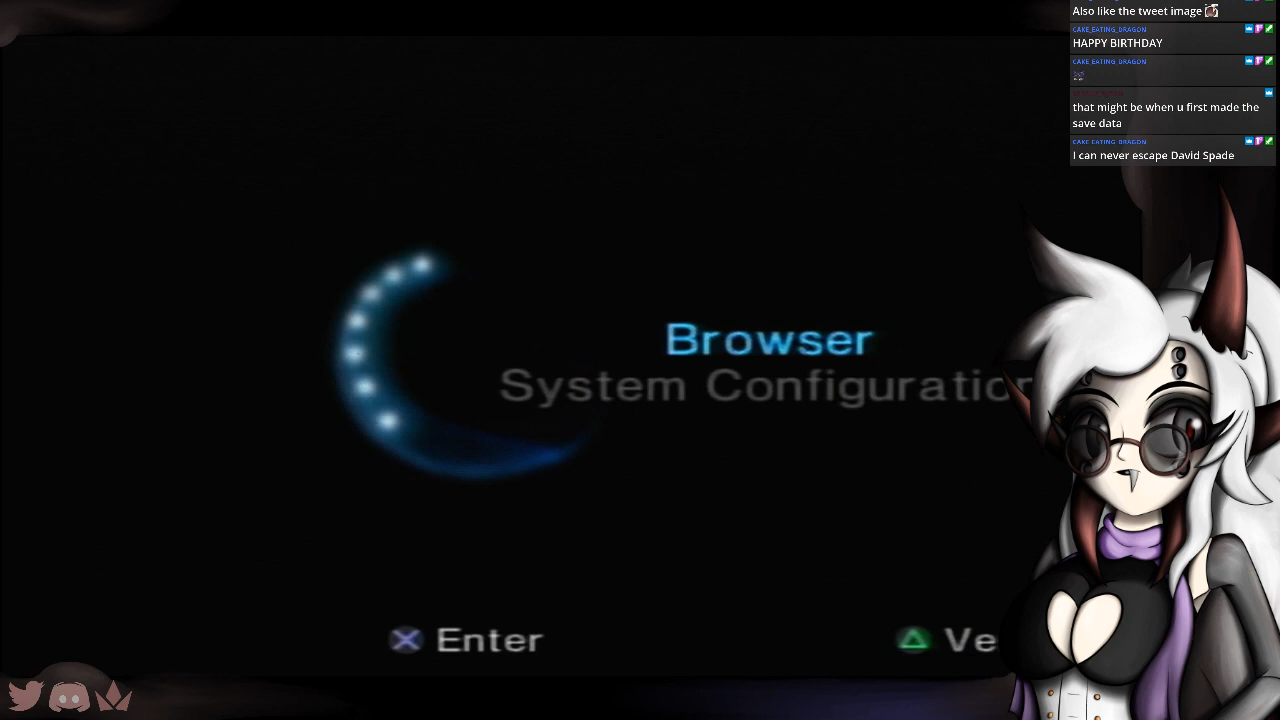 Also like the tweet image
CAKE_EATING_DRAGON
HAPPY BIRTHDAY
CAKE_EATING_DRAGON
that might be when u first made the
save data
CAKE_EATING_DRAGON
I can never escape David Spade
Browser
System Configuration
Enter
Ve